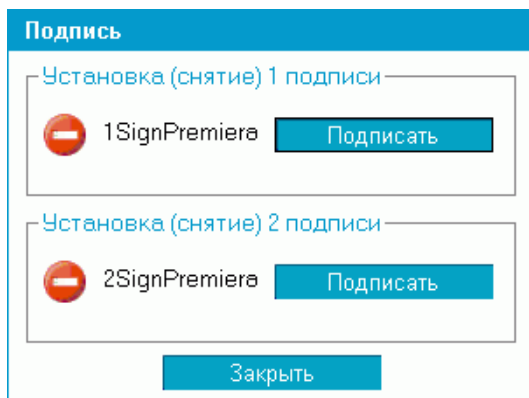 Подпись
Установка (снятие) 1 подписи
1SignPremiera
Подписать
Установка (снятие) 2 подписи
2SignPremiera
Подписать
Закрыть